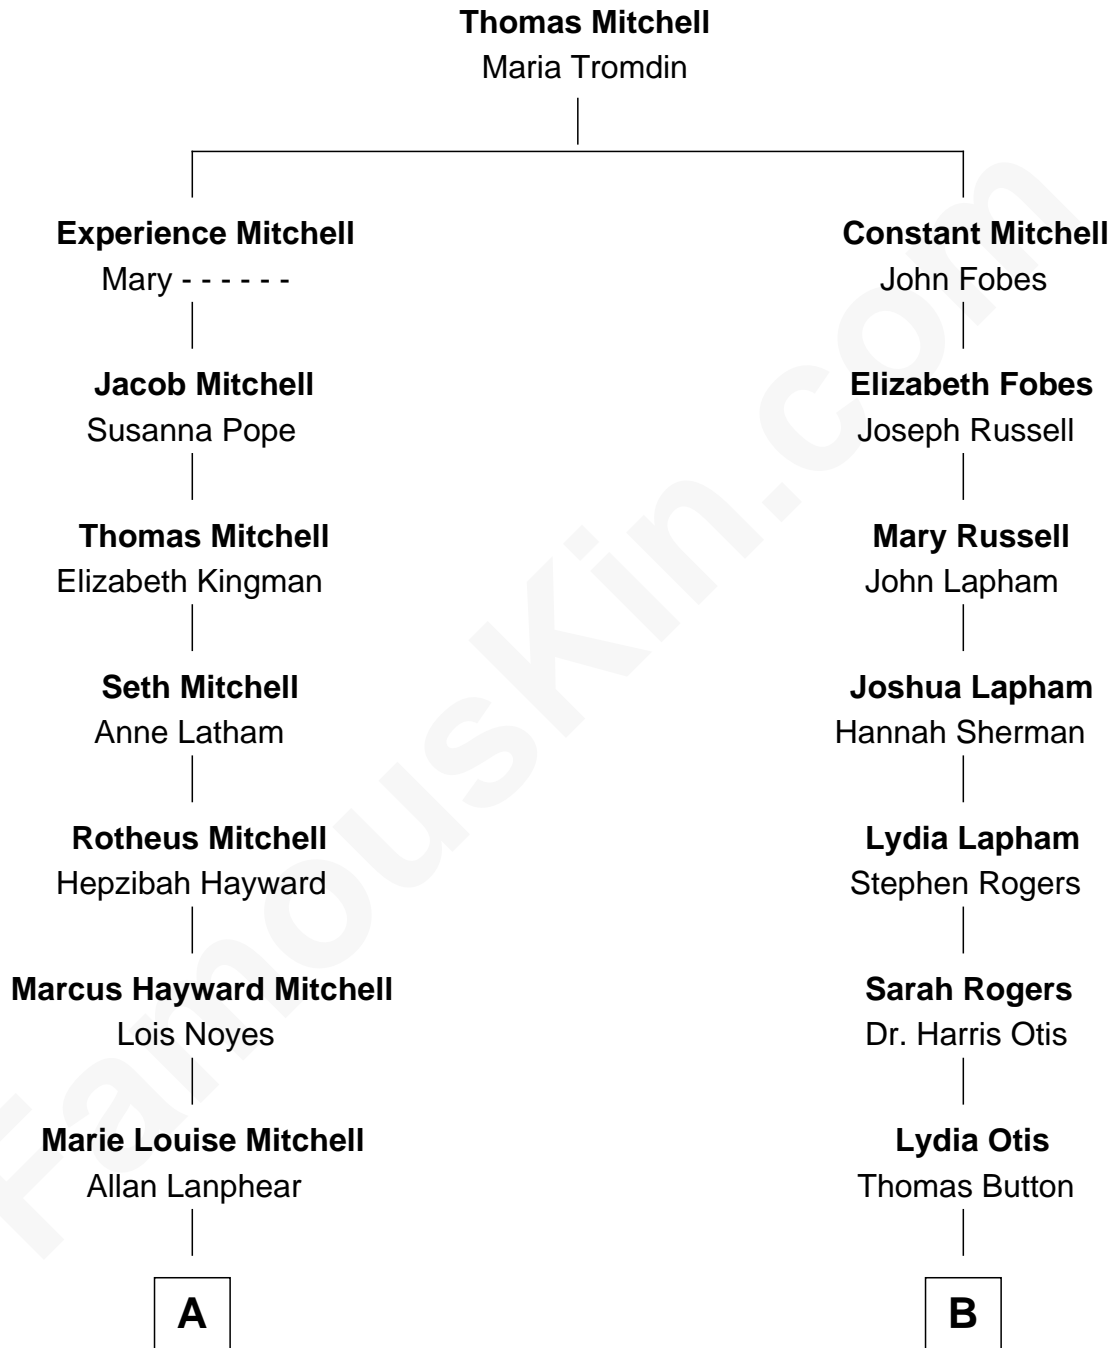 Thomas Mitchell
Maria Tromdin
Experience Mitchell
Mary - - - - - -
Jacob Mitchell
Susanna Pope
Thomas Mitchell
Elizabeth Kingman
Seth Mitchell
Anne Latham
Rotheus Mitchell
Hepzibah Hayward
Marcus Hayward Mitchell
Lois Noyes
Marie Louise Mitchell
Allan Lanphear
A
Constant Mitchell
John Fobes
Elizabeth Fobes
Joseph Russell
Mary Russell
John Lapham
Joshua Lapham
Hannah Sherman
Lydia Lapham
Stephen Rogers
Sarah Rogers
Dr. Harris Otis
Lydia Otis
Thomas Button
B
FamousKin.com